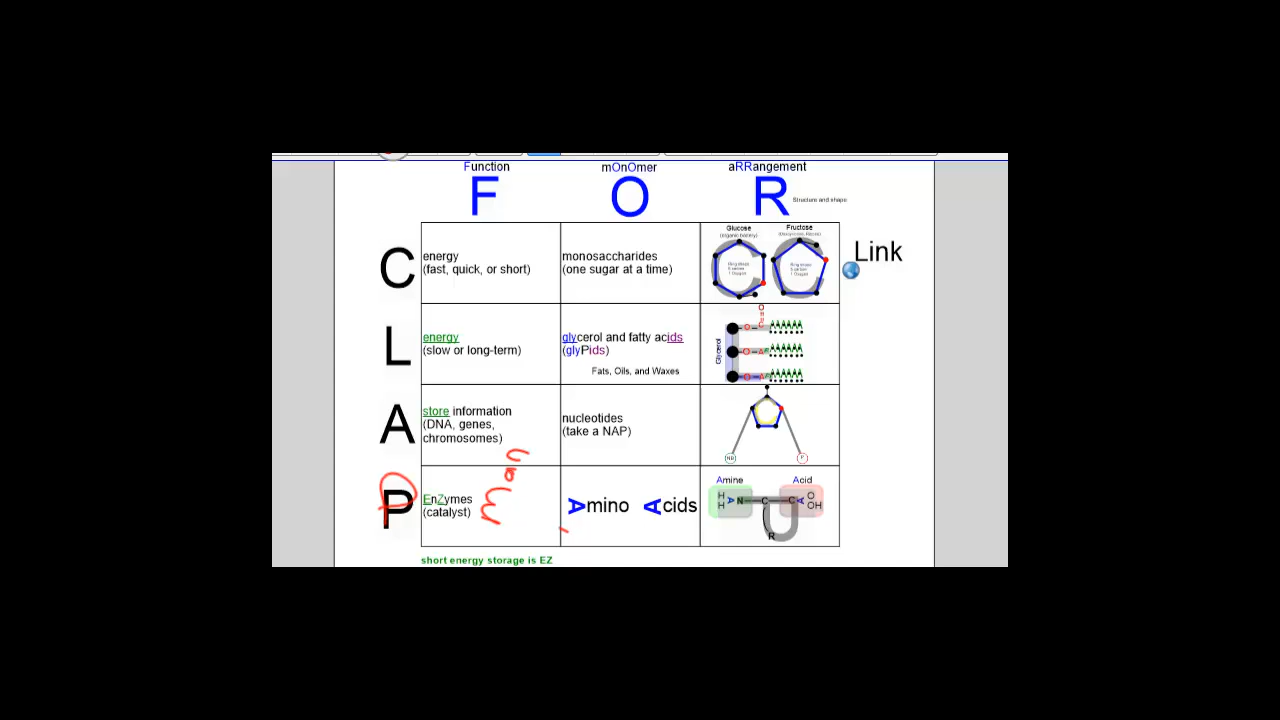 Function
mOnOmer
aRRangement
F
O
R
Structure and shape
C
energy
(fast, quick, or short)
monosaccharides
(one sugar at a time)
Glucose
Fructose
Link
L
energy
(slow or long-term)
glycerol and fatty acids
(glyPids)
Fats, Oils, and Waxes
Glycerol
O
O
O
A
store information
(DNA, genes,
chromosomes)
nucleotides
(take a NAP)
NB
P
P
EnZymes
(catalyst)
man
Amino Acids
Amine
Acid
H
H
A
N
C
C
A
O
OH
R
short energy storage is EZ